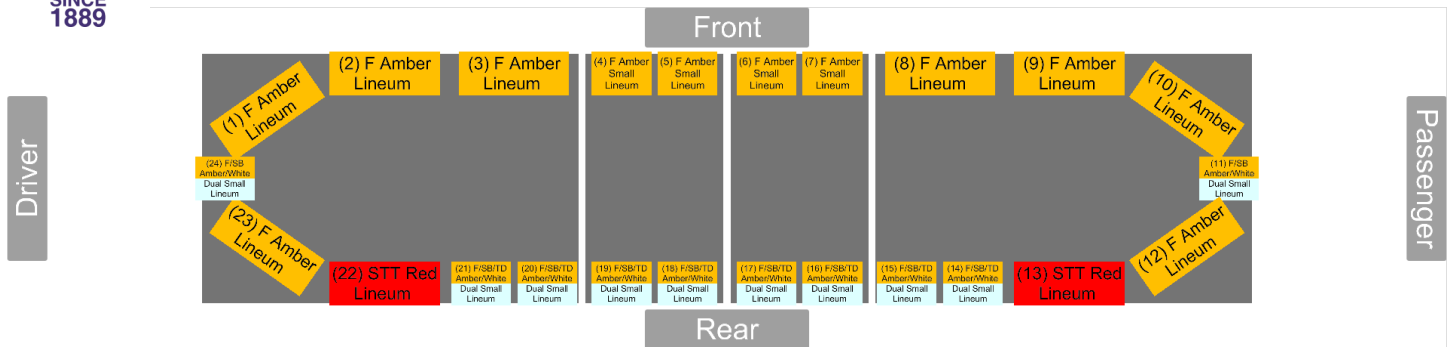 SINCE
1889
Front
(2) F Amber
Lineum
(3) F Amber
Lineum
(4) F Amber
Small
Lineum
(5) F Amber
Small
Lineum
(6) F Amber
Small
Lineum
(7) F Amber
Small
Lineum
(8) F Amber
Lineum
(9) F Amber
Lineum
(1) F Amber
Lineum
(10) F Amber
Lineum
Driver
(24) F/SB
Amber/White
Dual Small
Lineum
(11) F/SB
Amber/White
Dual Small
Lineum
Passenger
(23) F Amber
Lineum
(12) F Amber
Lineum
(22) STT Red
Lineum
(21) F/SB/TD
Amber/White
Dual Small
Lineum
(20) F/SB/TD
Amber/White
Dual Small
Lineum
(19) F/SB/TD
Amber/White
Dual Small
Lineum
(18) F/SB/TD
Amber/White
Dual Small
Lineum
(17) F/SB/TD
Amber/White
Dual Small
Lineum
(16) F/SB/TD
Amber/White
Dual Small
Lineum
(15) F/SB/TD
Amber/White
Dual Small
Lineum
(14) F/SB/TD
Amber/White
Dual Small
Lineum
(13) STT Red
Lineum
Rear